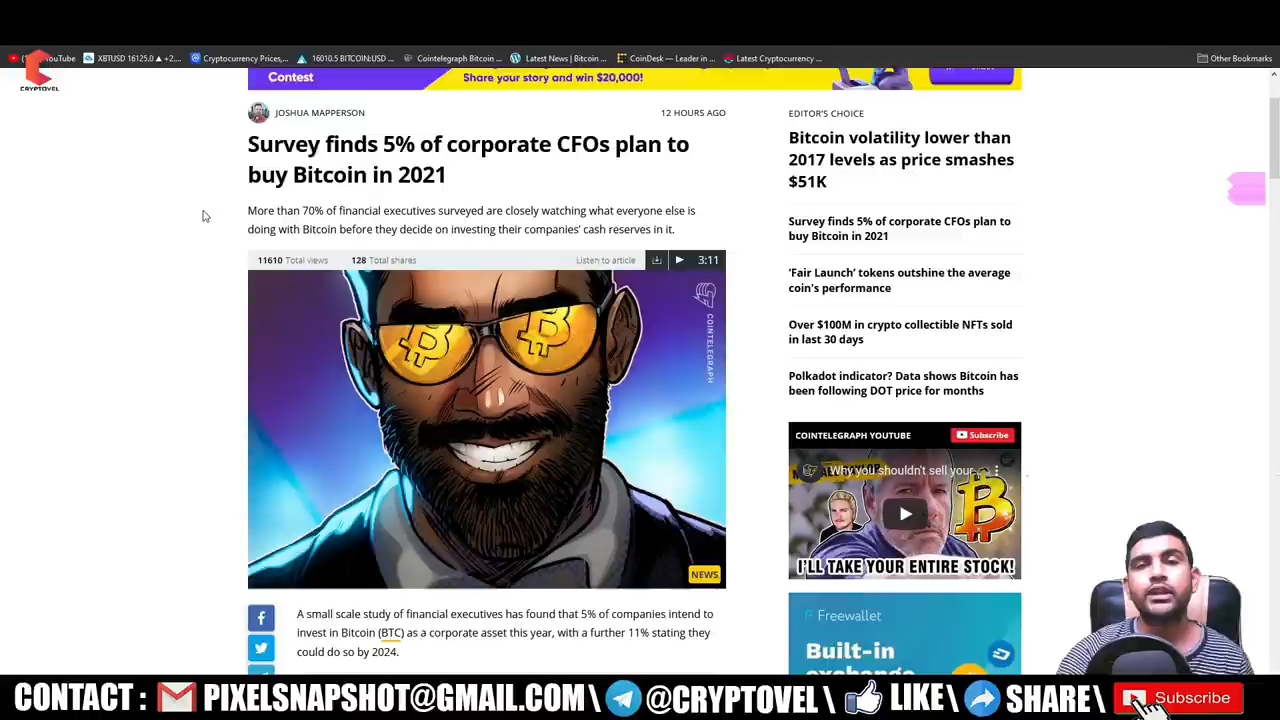 YouTube
XBTUSD 16125.0 ▲ +2....
Cryptocurrency Prices,...
16010.5 BITCOIN:USD ...
Cointelegraph Bitcoin ...
Latest News | Bitcoin ...
CoinDesk — Leader in ...
Latest Cryptocurrency ...
Other Bookmarks
CRYPTOVEL
Contest
Share your story and win $20,000!
JOSHUA MAPPERSON
12 HOURS AGO
Survey finds 5% of corporate CFOs plan to
buy Bitcoin in 2021
More than 70% of financial executives surveyed are closely watching what everyone else is
doing with Bitcoin before they decide on investing their companies’ cash reserves in it.
11610 Total views
128 Total shares
Listen to article
3:11
COINTELEGRAPH
NEWS
A small scale study of financial executives has found that 5% of companies intend to
invest in Bitcoin (BTC) as a corporate asset this year, with a further 11% stating they
could do so by 2024.
EDITOR’S CHOICE
Bitcoin volatility lower than
2017 levels as price smashes
$51K
Survey finds 5% of corporate CFOs plan to
buy Bitcoin in 2021
‘Fair Launch’ tokens outshine the average
coin’s performance
Over $100M in crypto collectible NFTs sold
in last 30 days
Polkadot indicator? Data shows Bitcoin has
been following DOT price for months
COINTELEGRAPH YOUTUBE
Subscribe
Why you shouldn't sell your...
I'LL TAKE YOUR ENTIRE STOCK!
Freewallet
Built-in
exchange
CONTACT : PIXELSNAPSHOT@GMAIL.COM \ @CRYPTOVEL \ LIKE \ SHARE \ Subscribe